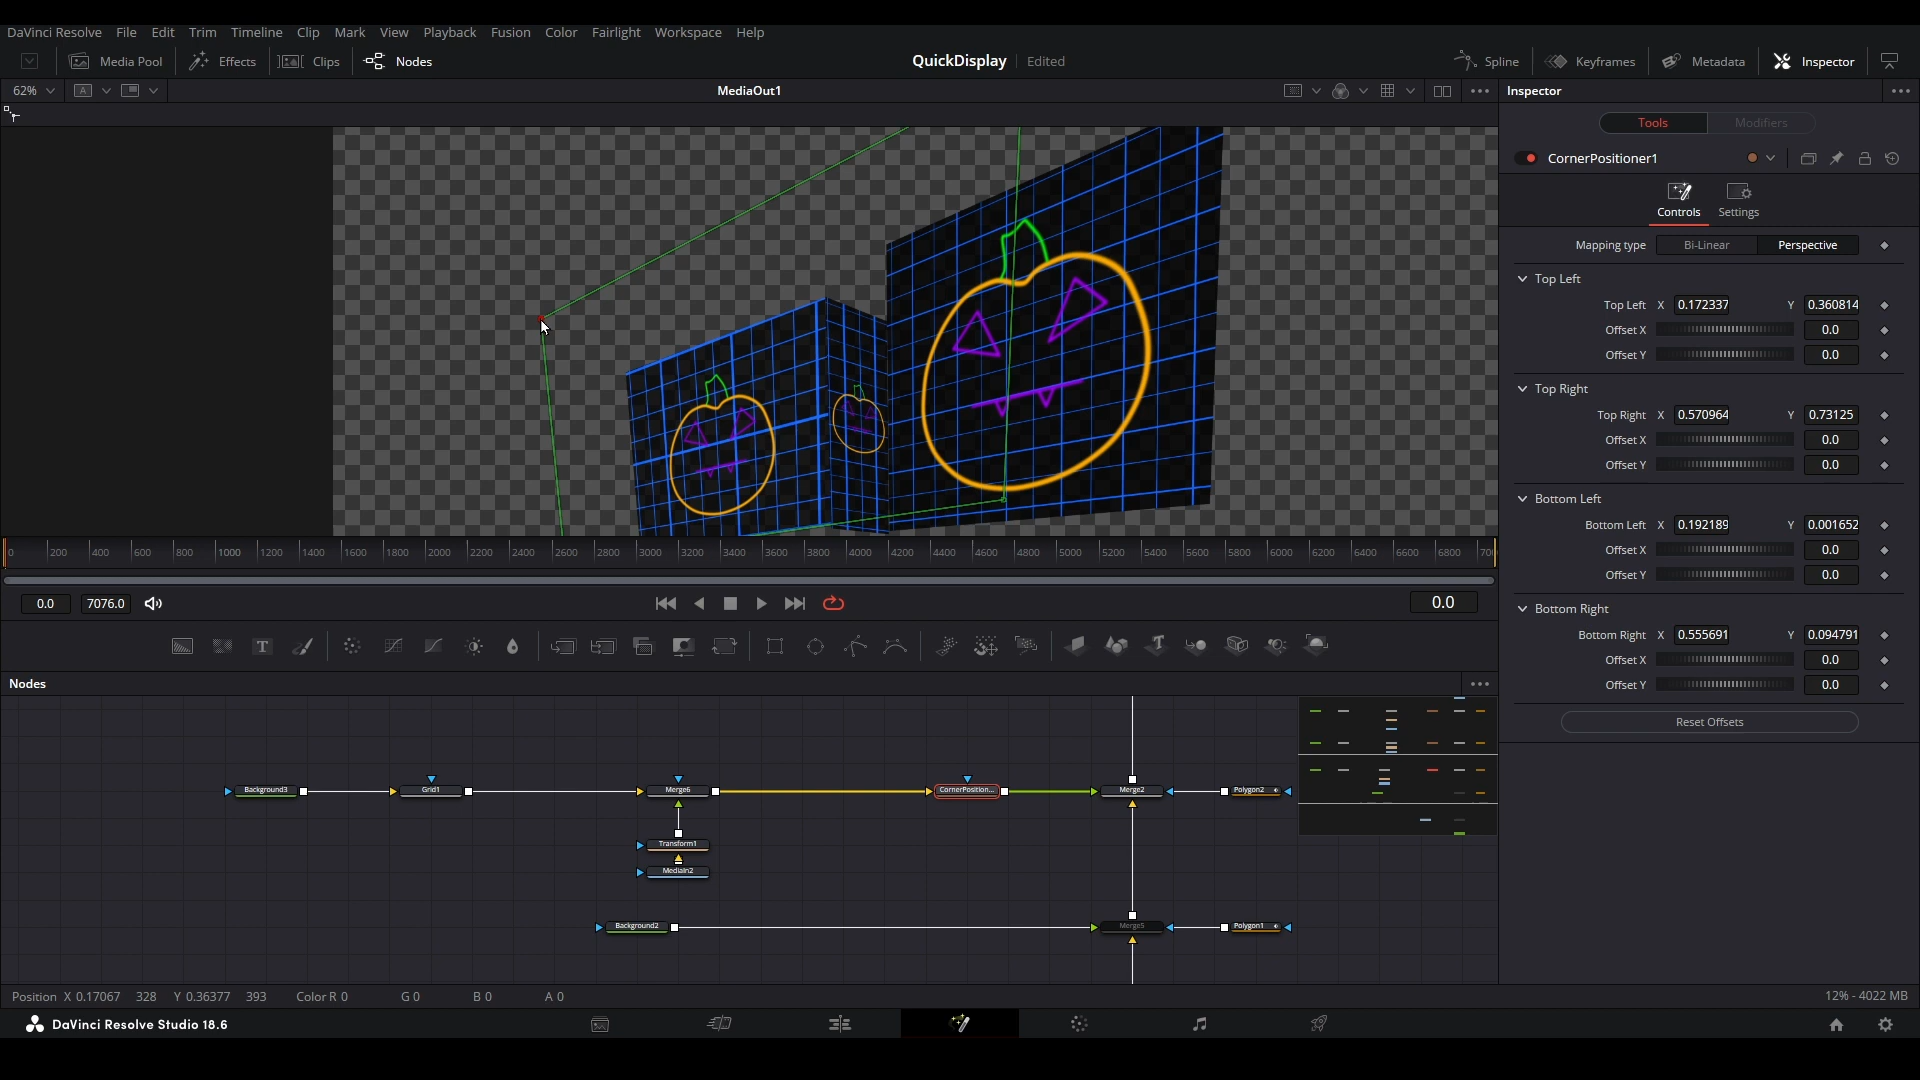 DaVinci Resolve File Edit Trim Timeline Clip Mark View Playback Fusion Color Fairlight Workspace Help
Media Pool Effects Clips Nodes QuickDisplay Edited Spline Keyframes Metadata Inspector
62% A MediaOut1 Inspector
Tools Modifiers
CornerPositioner1
Controls Settings
Mapping type Bi-Linear Perspective
Top Left
Top Left X 0.172337 Y 0.360814
Offset X 0.0
Offset Y 0.0
Top Right
Top Right X 0.570964 Y 0.73125
Offset X 0.0
Offset Y 0.0
Bottom Left
Bottom Left X 0.192189 Y 0.001652
Offset X 0.0
Offset Y 0.0
Bottom Right
Bottom Right X 0.555691 Y 0.094791
Offset X 0.0
Offset Y 0.0
Reset Offsets
0 200 400 600 800 1000 1200 1400 1600 1800 2000 2200 2400 2600 2800 3000 3200 3400 3600 3800 4000 4200 4400 4600 4800 5000 5200 5400 5600 5800 6000 6200 6400 6600 6800
0.0 7076.0 0.0
T
Nodes
Background3 Grid1 Merge6 CornerPosition... Merge2 Polygon2
Transform1
MediaIn2
Background2 Merge5 Polygon1
Position X 0.17067 328 Y 0.36377 393 Color R 0 G 0 B 0 A 0 12% - 4022 MB
DaVinci Resolve Studio 18.6